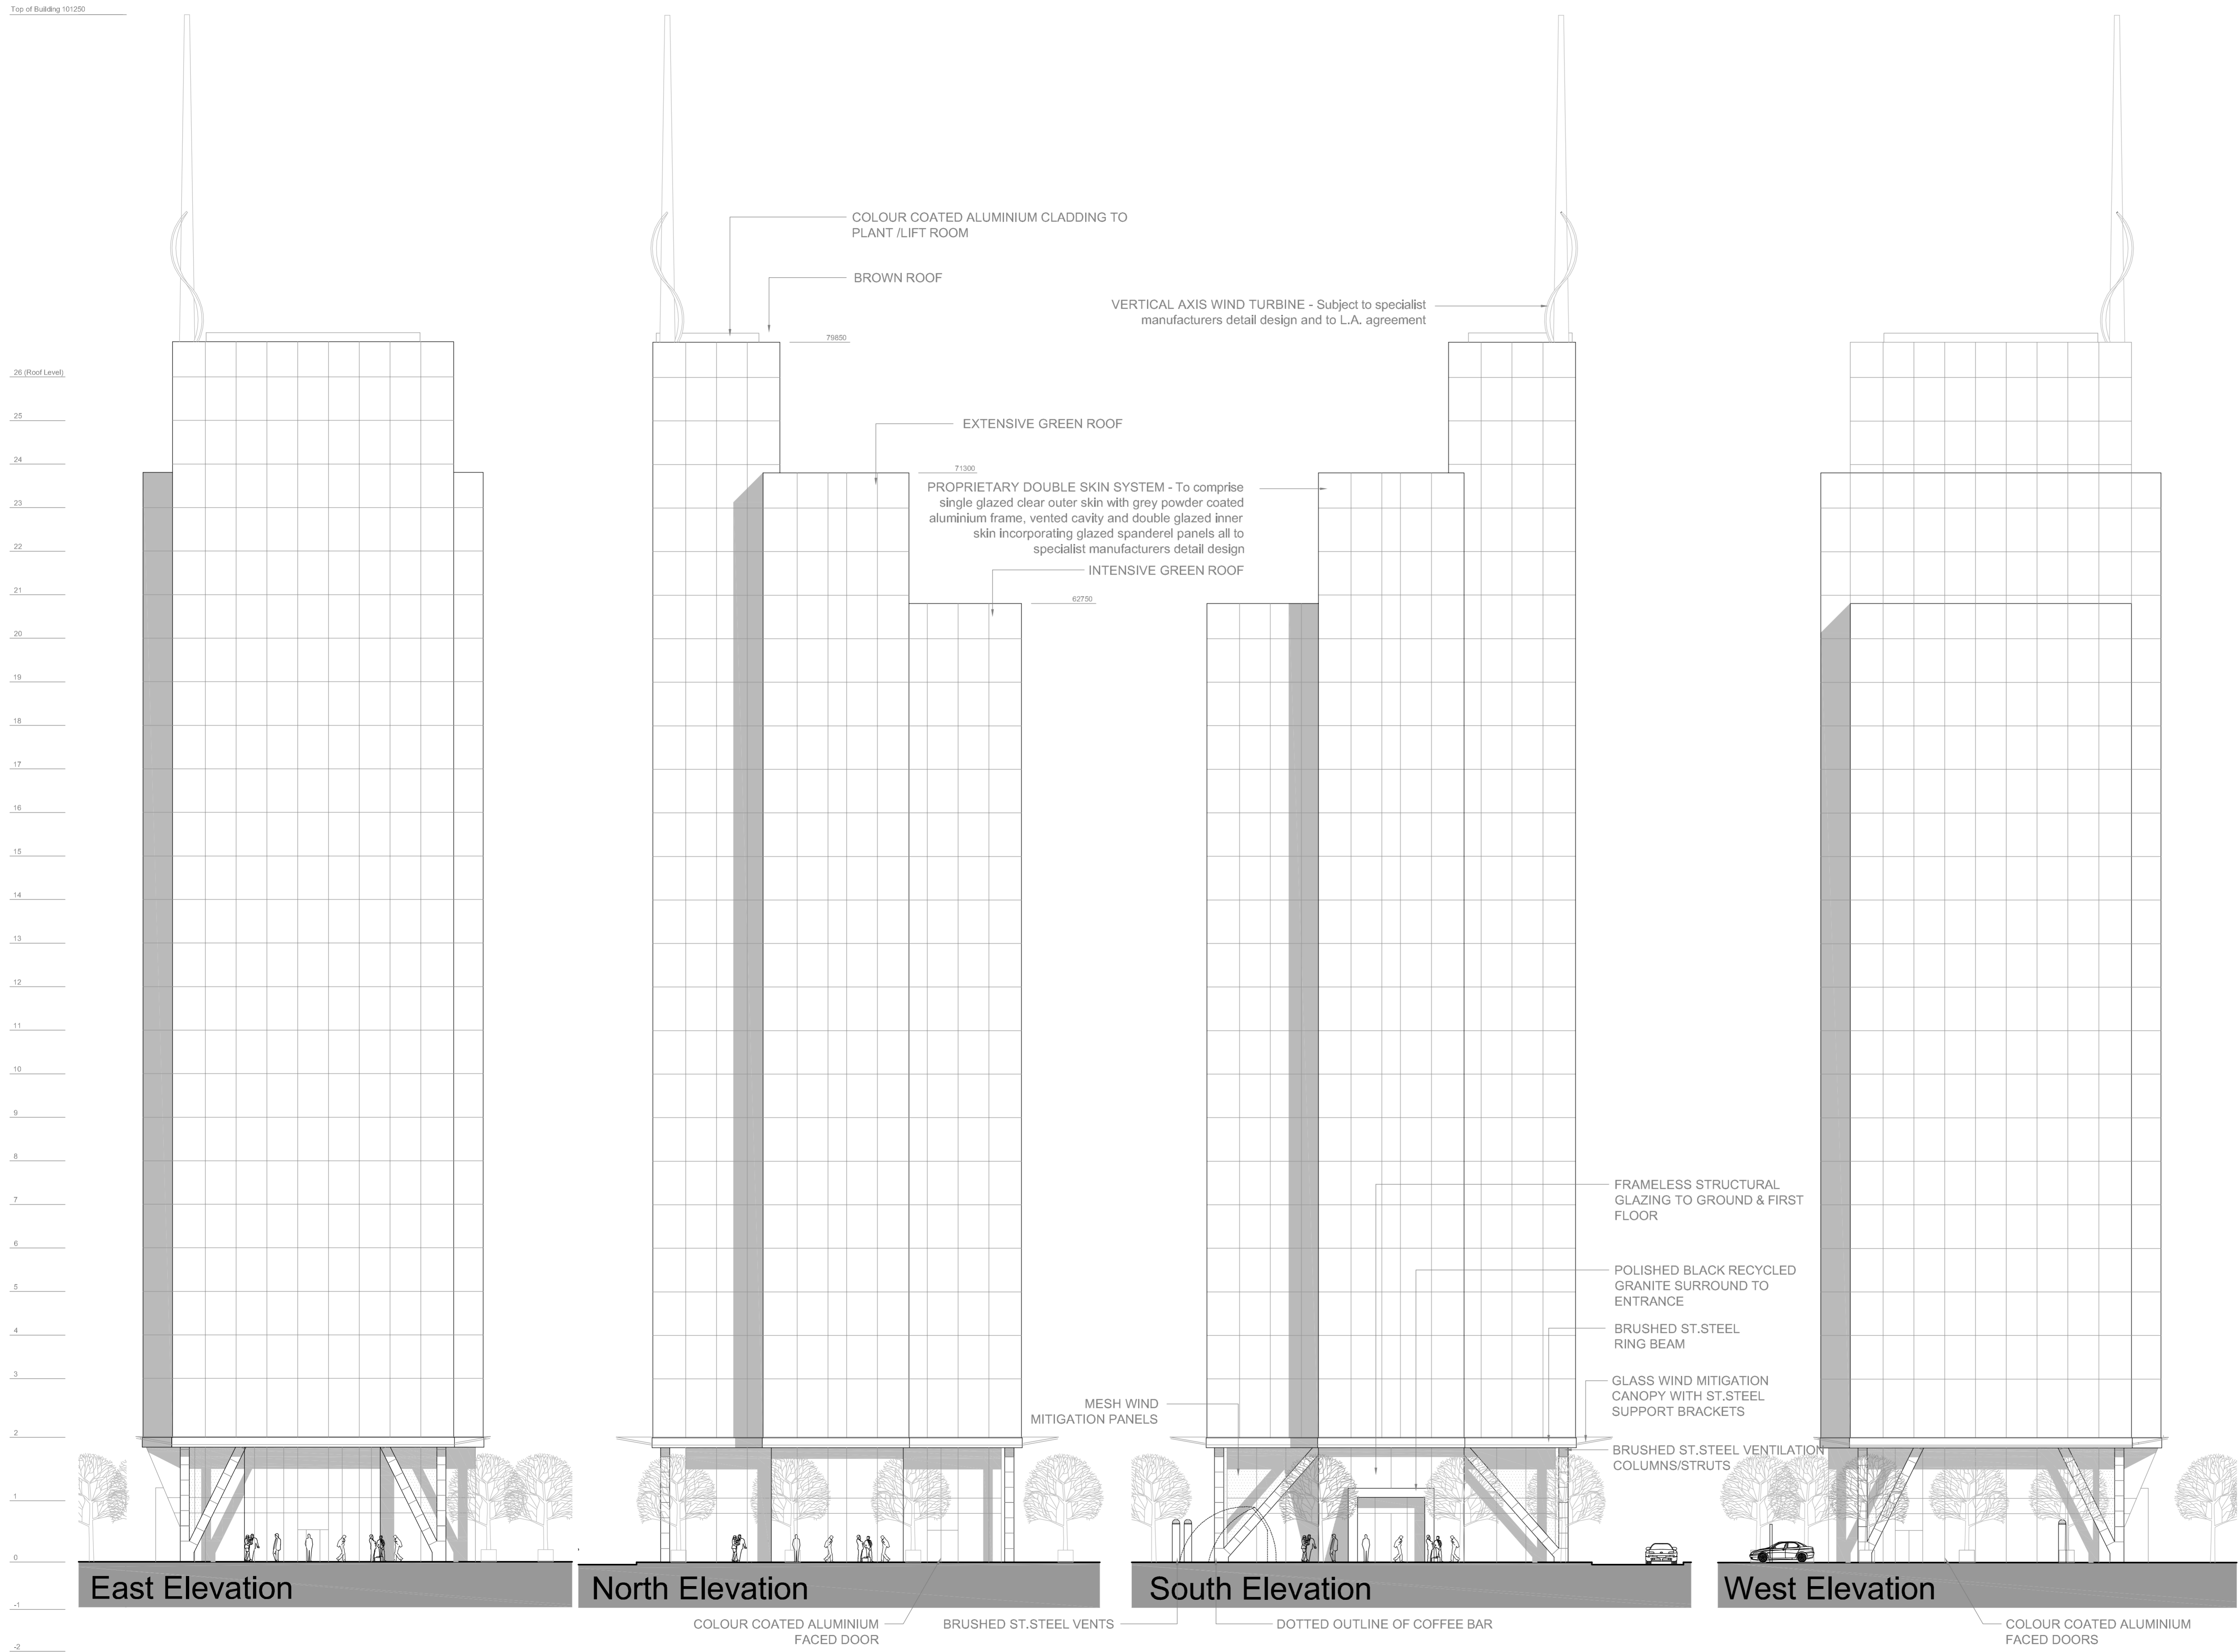 Top of Building 101250
COLOUR COATED ALUMINIUM CLADDING TO
PLANT /LIFT ROOM
BROWN ROOF
VERTICAL AXIS WIND TURBINE - Subject to specialist
manufacturers detail design and to L.A. agreement
79850
26 (Roof Level)
25
EXTENSIVE GREEN ROOF
24
71300
PROPRIETARY DOUBLE SKIN SYSTEM - To comprise
single glazed clear outer skin with grey powder coated
aluminium frame, vented cavity and double glazed inner
skin incorporating glazed spanderel panels all to
specialist manufacturers detail design
23
22
INTENSIVE GREEN ROOF
21
62750
20
19
18
17
16
15
14
13
12
11
10
9
8
7
FRAMELESS STRUCTURAL
GLAZING TO GROUND & FIRST
FLOOR
6
POLISHED BLACK RECYCLED
GRANITE SURROUND TO
ENTRANCE
5
4
BRUSHED ST.STEEL
RING BEAM
3
GLASS WIND MITIGATION
CANOPY WITH ST.STEEL
SUPPORT BRACKETS
MESH WIND
MITIGATION PANELS
2
BRUSHED ST.STEEL VENTILATION
COLUMNS/STRUTS
1
0
East Elevation
North Elevation
South Elevation
West Elevation
-1
COLOUR COATED ALUMINIUM
FACED DOOR
BRUSHED ST.STEEL VENTS
DOTTED OUTLINE OF COFFEE BAR
COLOUR COATED ALUMINIUM
FACED DOORS
-2